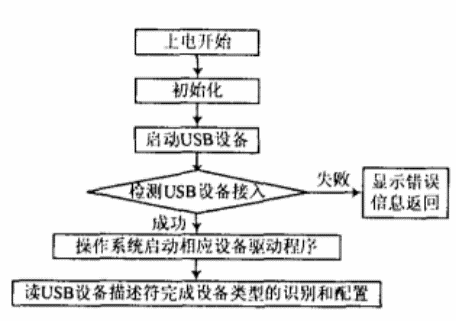 上电开始
初始化
启动USB设备
检测USB设备接入
失败
显示错误
信息返回
成功
操作系统启动相应设备驱动程序
读USB设备描述符完成设备类型的识别和配置